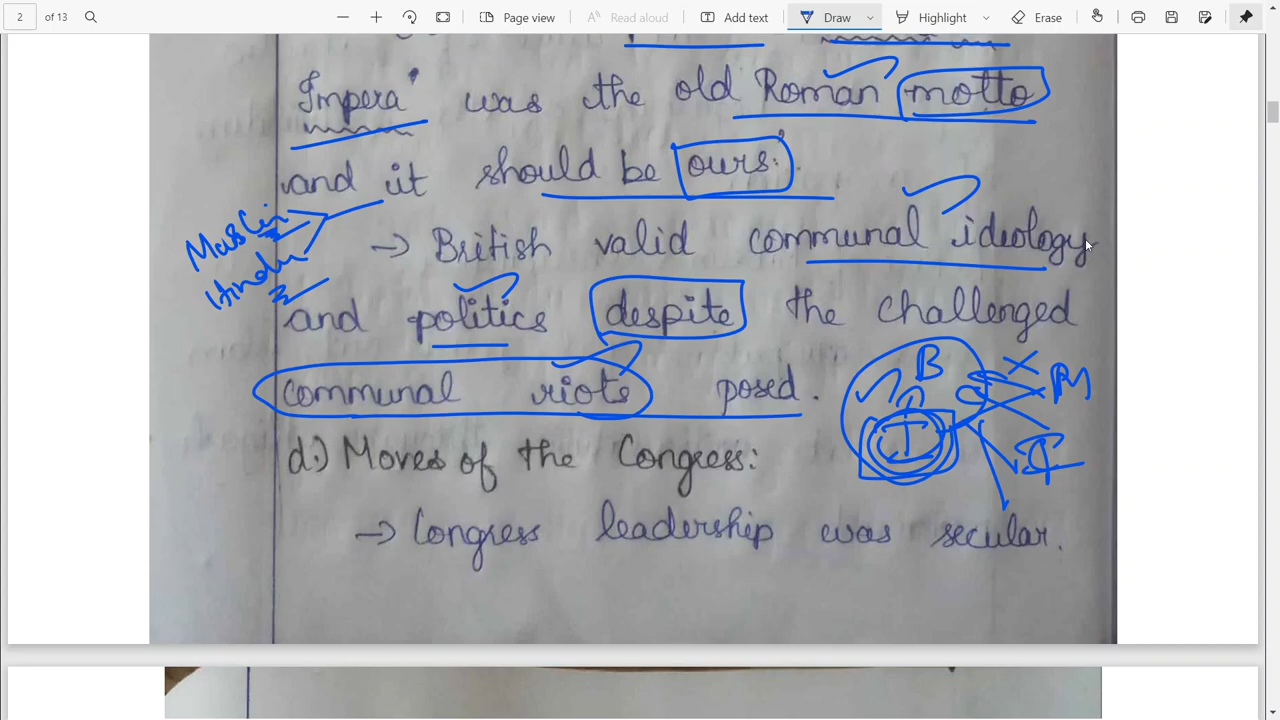 2 of 13 Page view Read aloud Add text Draw Highlight Erase
Impera' was the old Roman motto
and it should be ours.'
Muslim
Hindu
→ British valid communal ideology
and politics despite the challenged
communal riots posed.
B X M
I
d.) Moves of the Congress:
→ Congress leadership was secular.